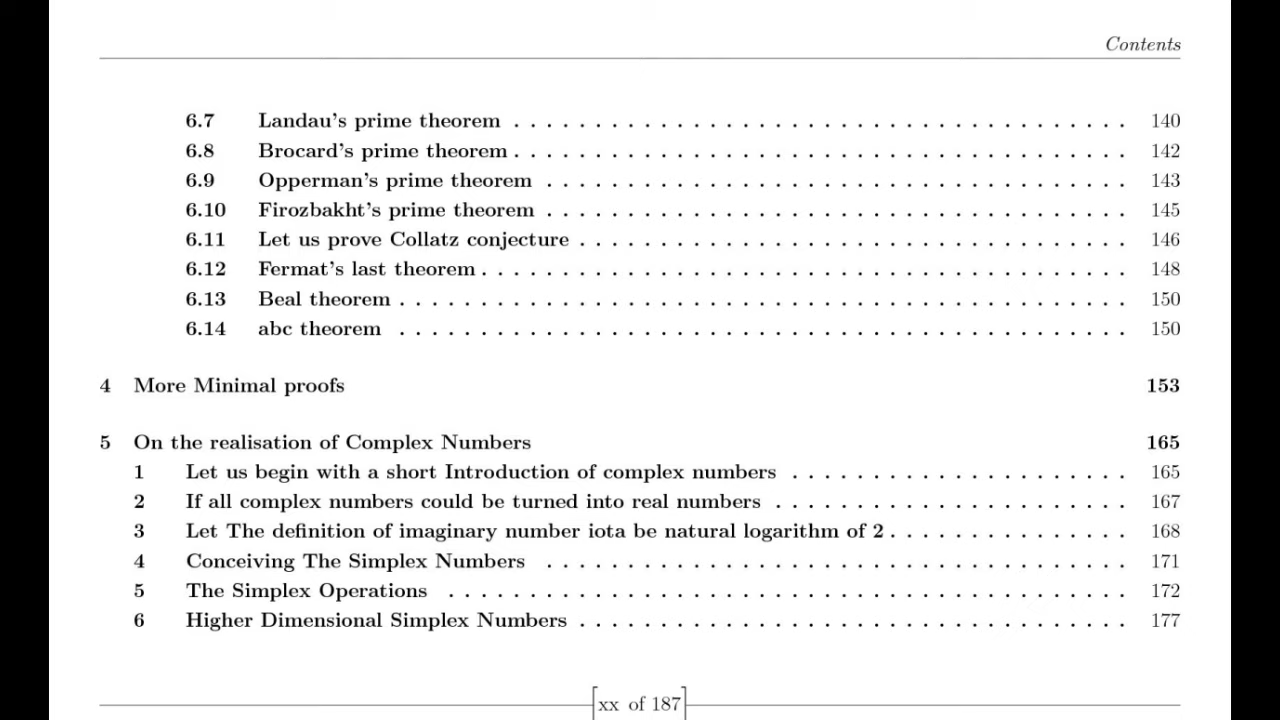 Contents
6.7 Landau's prime theorem . . . . . . . . . . . . . . . . . . . . . . . . . . . . . . . . . . . . . . 140
6.8 Brocard's prime theorem . . . . . . . . . . . . . . . . . . . . . . . . . . . . . . . . . . . . . . 142
6.9 Opperman's prime theorem . . . . . . . . . . . . . . . . . . . . . . . . . . . . . . . . . . . . 143
6.10 Firozbakht's prime theorem . . . . . . . . . . . . . . . . . . . . . . . . . . . . . . . . . . . . 145
6.11 Let us prove Collatz conjecture . . . . . . . . . . . . . . . . . . . . . . . . . . . . . . . . . . 146
6.12 Fermat's last theorem . . . . . . . . . . . . . . . . . . . . . . . . . . . . . . . . . . . . . . . . 148
6.13 Beal theorem . . . . . . . . . . . . . . . . . . . . . . . . . . . . . . . . . . . . . . . . . . . . . 150
6.14 abc theorem . . . . . . . . . . . . . . . . . . . . . . . . . . . . . . . . . . . . . . . . . . . . . 150
4 More Minimal proofs 153
5 On the realisation of Complex Numbers 165
1 Let us begin with a short Introduction of complex numbers . . . . . . . . . . . . . . . . . . . . . 165
2 If all complex numbers could be turned into real numbers . . . . . . . . . . . . . . . . . . . . . . 167
3 Let The definition of imaginary number iota be natural logarithm of 2 . . . . . . . . . . . . . . . 168
4 Conceiving The Simplex Numbers . . . . . . . . . . . . . . . . . . . . . . . . . . . . . . . . . . . . 171
5 The Simplex Operations . . . . . . . . . . . . . . . . . . . . . . . . . . . . . . . . . . . . . . . . . . 172
6 Higher Dimensional Simplex Numbers . . . . . . . . . . . . . . . . . . . . . . . . . . . . . . . . . . 177
[xx of 187]